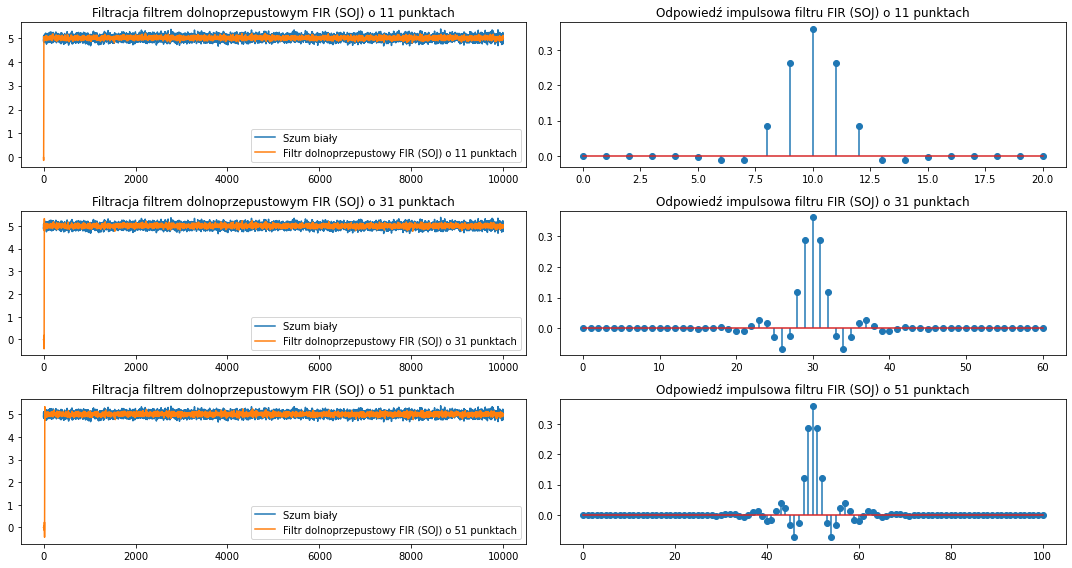 Filtracja filtrem dolnoprzepustowym FIR (SOJ) o 11 punktach
5
4
3
2
1
0
Szum biały
Filtr dolnoprzepustowy FIR (SOJ) o 11 punktach
0 2000 4000 6000 8000 10000
Odpowiedź impulsowa filtru FIR (SOJ) o 11 punktach
0.3
0.2
0.1
0.0
0.0 2.5 5.0 7.5 10.0 12.5 15.0 17.5 20.0
Filtracja filtrem dolnoprzepustowym FIR (SOJ) o 31 punktach
5
4
3
2
1
0
Szum biały
Filtr dolnoprzepustowy FIR (SOJ) o 31 punktach
0 2000 4000 6000 8000 10000
Odpowiedź impulsowa filtru FIR (SOJ) o 31 punktach
0.3
0.2
0.1
0.0
0 10 20 30 40 50 60
Filtracja filtrem dolnoprzepustowym FIR (SOJ) o 51 punktach
5
4
3
2
1
0
Szum biały
Filtr dolnoprzepustowy FIR (SOJ) o 51 punktach
0 2000 4000 6000 8000 10000
Odpowiedź impulsowa filtru FIR (SOJ) o 51 punktach
0.3
0.2
0.1
0.0
0 20 40 60 80 100